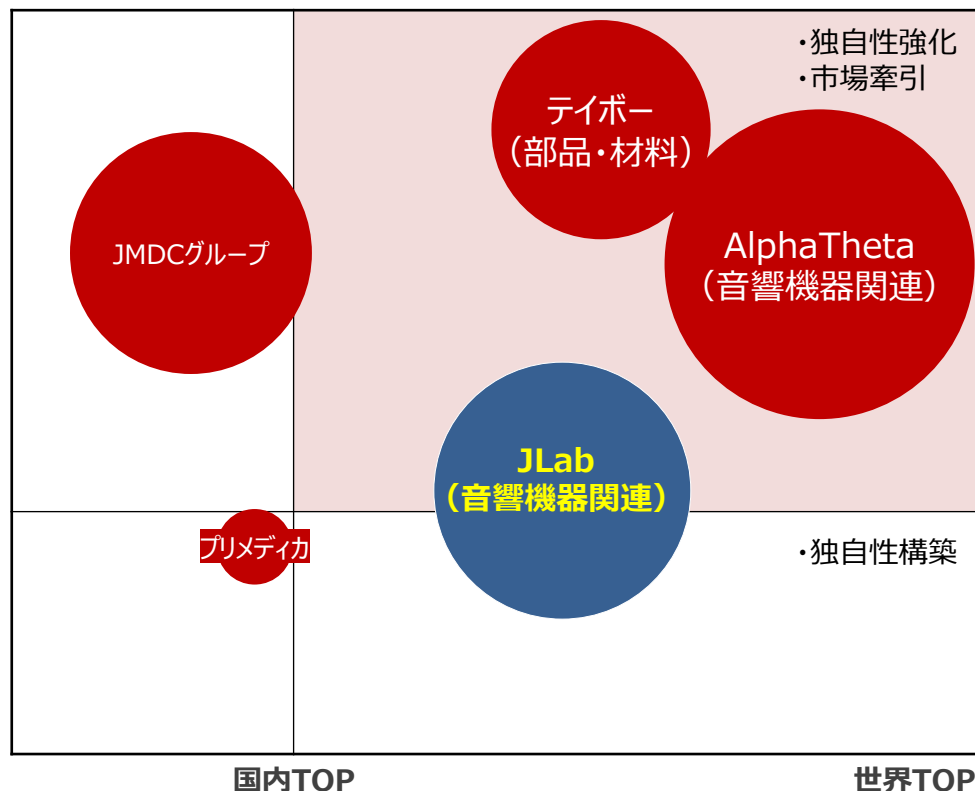 ・独自性強化
・市場牽引
テイボー
（部品・材料）
AlphaTheta
（音響機器関連）
JMDCグループ
JLab
（音響機器関連）
プリメディカ
・独自性構築
国内TOP
世界TOP